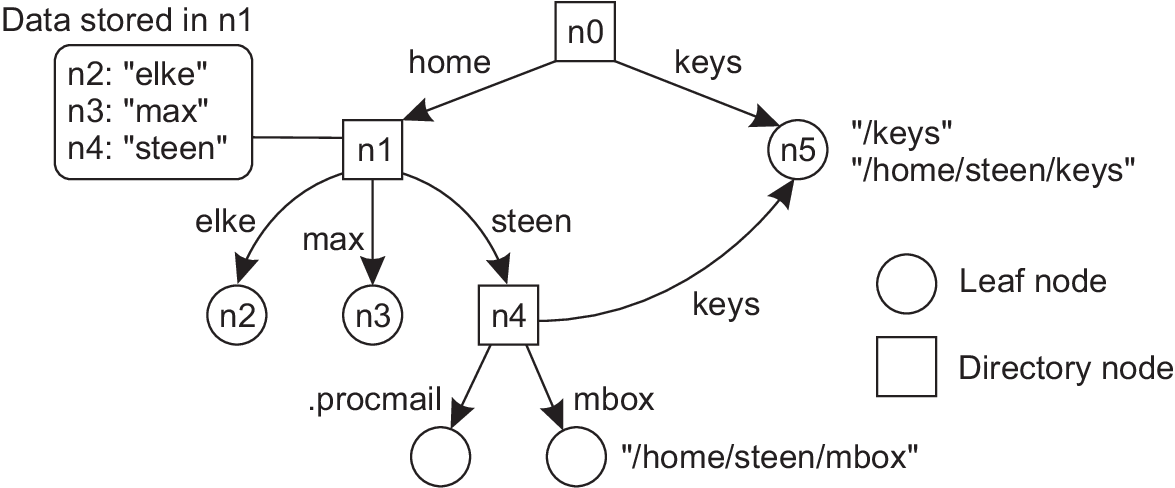 Data stored in n1
n0
n2: "elke"
n3: "max"
n4: "steen"
home
keys
n1
n5
"/keys"
"/home/steen/keys"
elke
max
steen
n2
n3
n4
keys
Leaf node
Directory node
.procmail
mbox
"/home/steen/mbox"